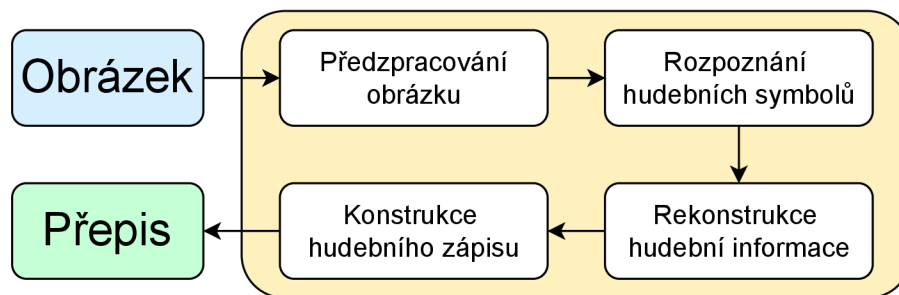 Obrázek
Předzpracování
obrázku
Rozpoznání
hudebních symbolů
Přepis
Konstrukce
hudebního zápisu
Rekonstrukce
hudební informace